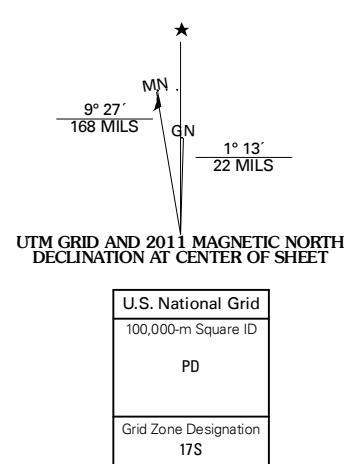 ★
MN
9° 27´
168 MILS
GN
1° 13´
22 MILS
UTM GRID AND 2011 MAGNETIC NORTH
DECLINATION AT CENTER OF SHEET
U.S. National Grid
100,000-m Square ID
PD
Grid Zone Designation
17S